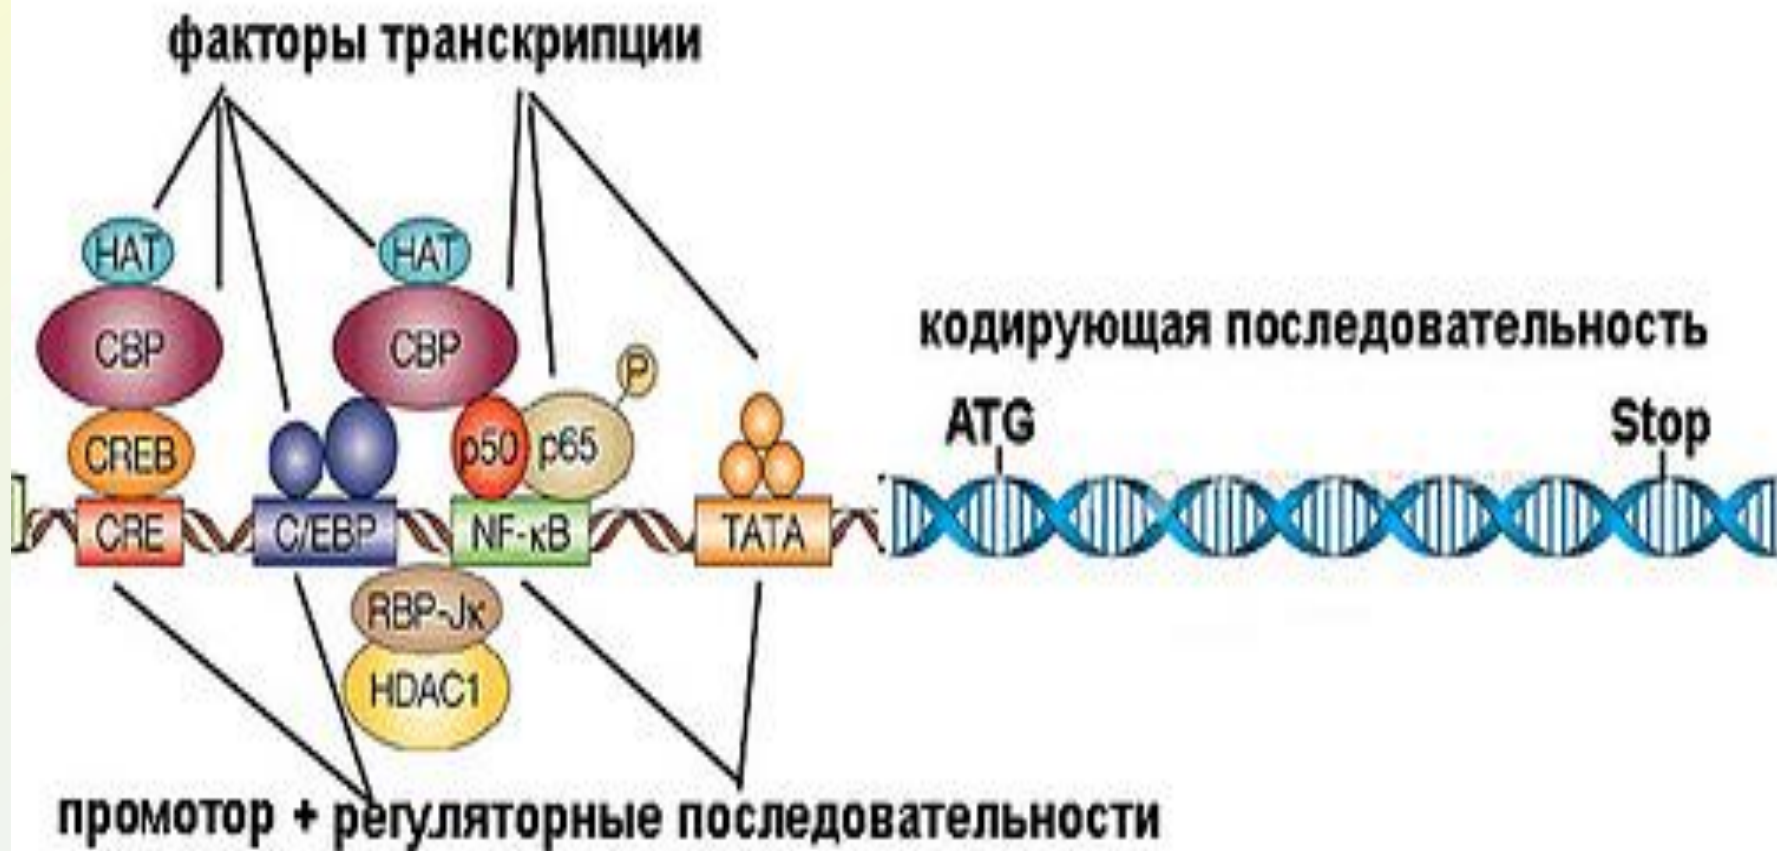 факторы транскрипции
HAT
HAT
CBP
CBP
P
CREB
p50
p65
кодирующая последовательность
ATG
Stop
CRE
C/EBP
NF-κB
TATA
RBP-Jκ
HDAC1
промотор + регуляторные последовательности